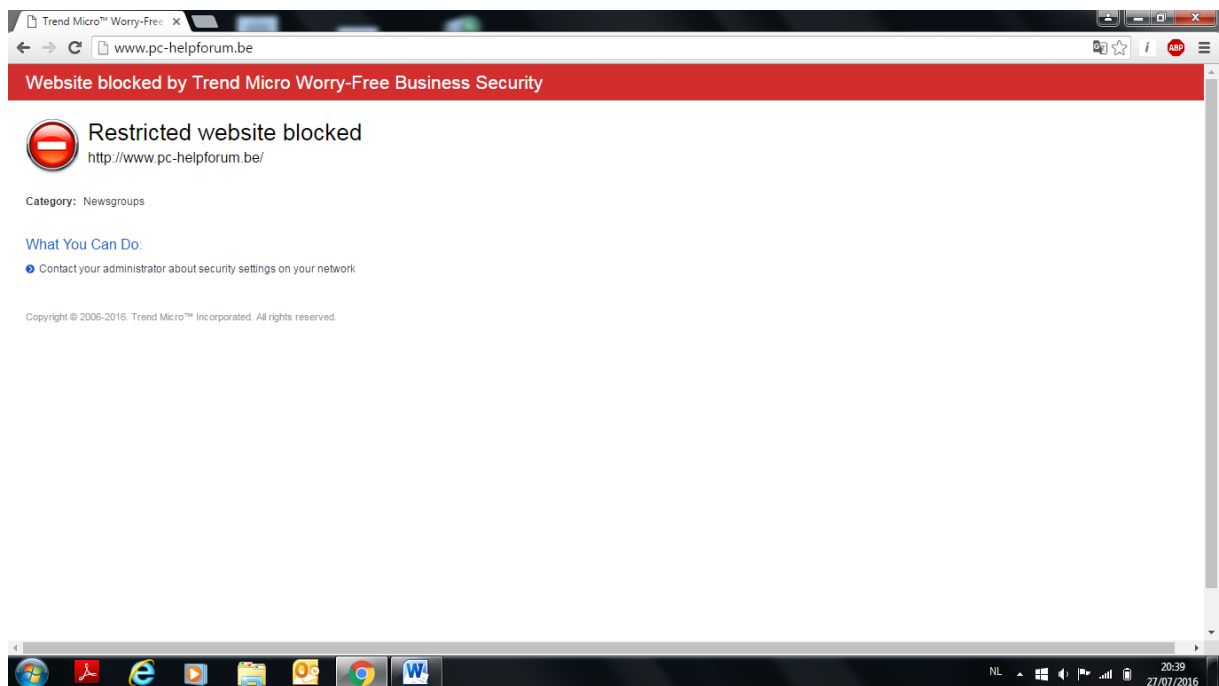 Trend Micro™ Worry-Free
www.pc-helpforum.be
ABP
Website blocked by Trend Micro Worry-Free Business Security
Restricted website blocked
http://www.pc-helpforum.be/
Category: Newsgroups
What You Can Do:
Contact your administrator about security settings on your network
Copyright © 2006-2016. Trend Micro™ Incorporated. All rights reserved.
NL
20:39
27/07/2016